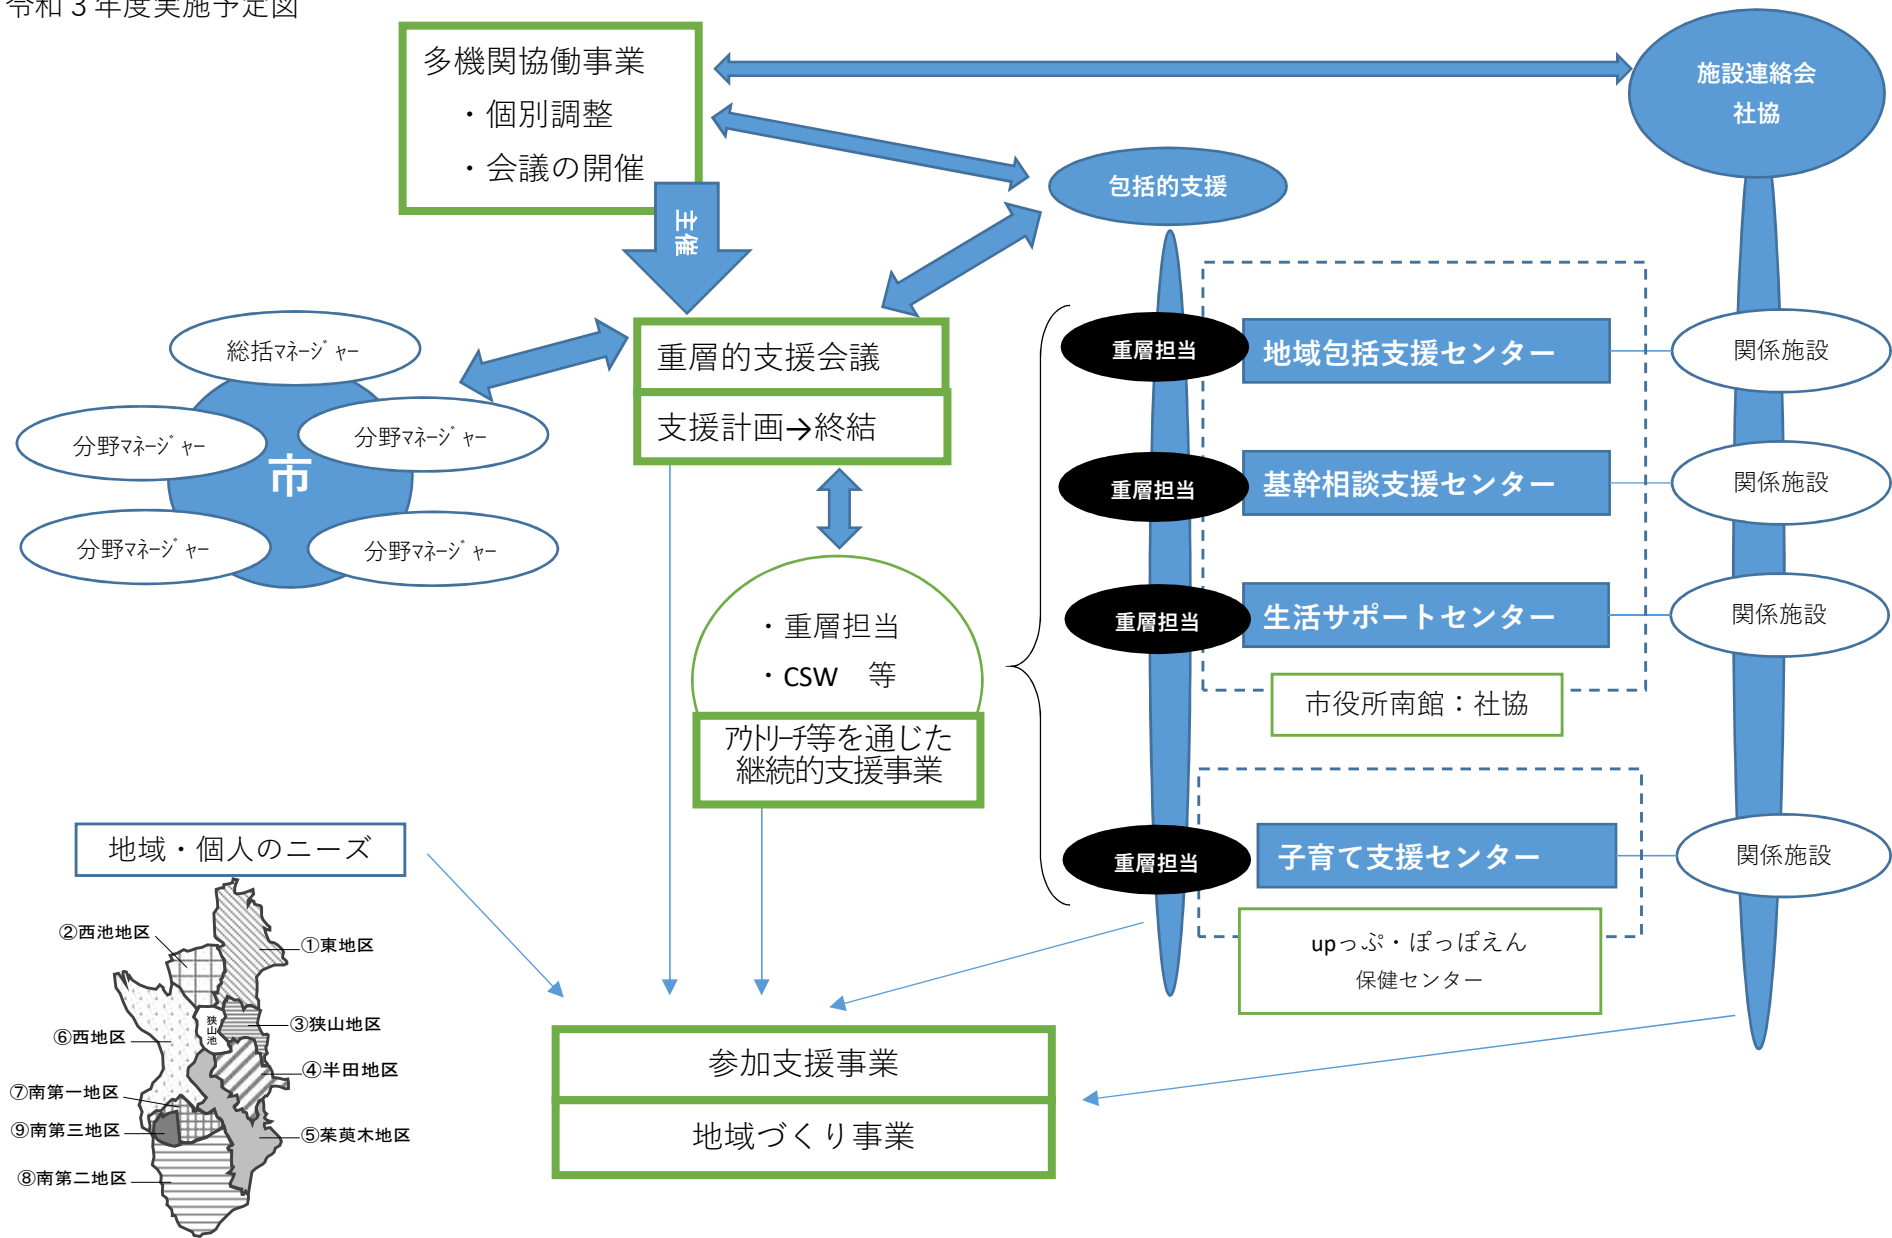 令和３年度実施予定図
多機関協働事業
・個別調整
・会議の開催
主催
施設連絡会
社協
包括的支援
総括ﾏﾈｰｼﾞｬｰ
分野ﾏﾈｰｼﾞｬｰ
分野ﾏﾈｰｼﾞｬｰ
市
分野ﾏﾈｰｼﾞｬｰ
分野ﾏﾈｰｼﾞｬｰ
重層的支援会議
支援計画→終結
・重層担当
・CSW　等
ｱｳﾄﾘｰﾁ等を通じた
継続的支援事業
重層担当
地域包括支援センター
関係施設
重層担当
基幹相談支援センター
関係施設
重層担当
生活サポートセンター
関係施設
市役所南館：社協
重層担当
子育て支援センター
関係施設
upっぷ・ぽっぽえん
保健センター
地域・個人のニーズ
②西池地区
①東地区
狭山池
③狭山地区
⑥西地区
④半田地区
⑦南第一地区
⑨南第三地区
⑤茱萸木地区
⑧南第二地区
参加支援事業
地域づくり事業